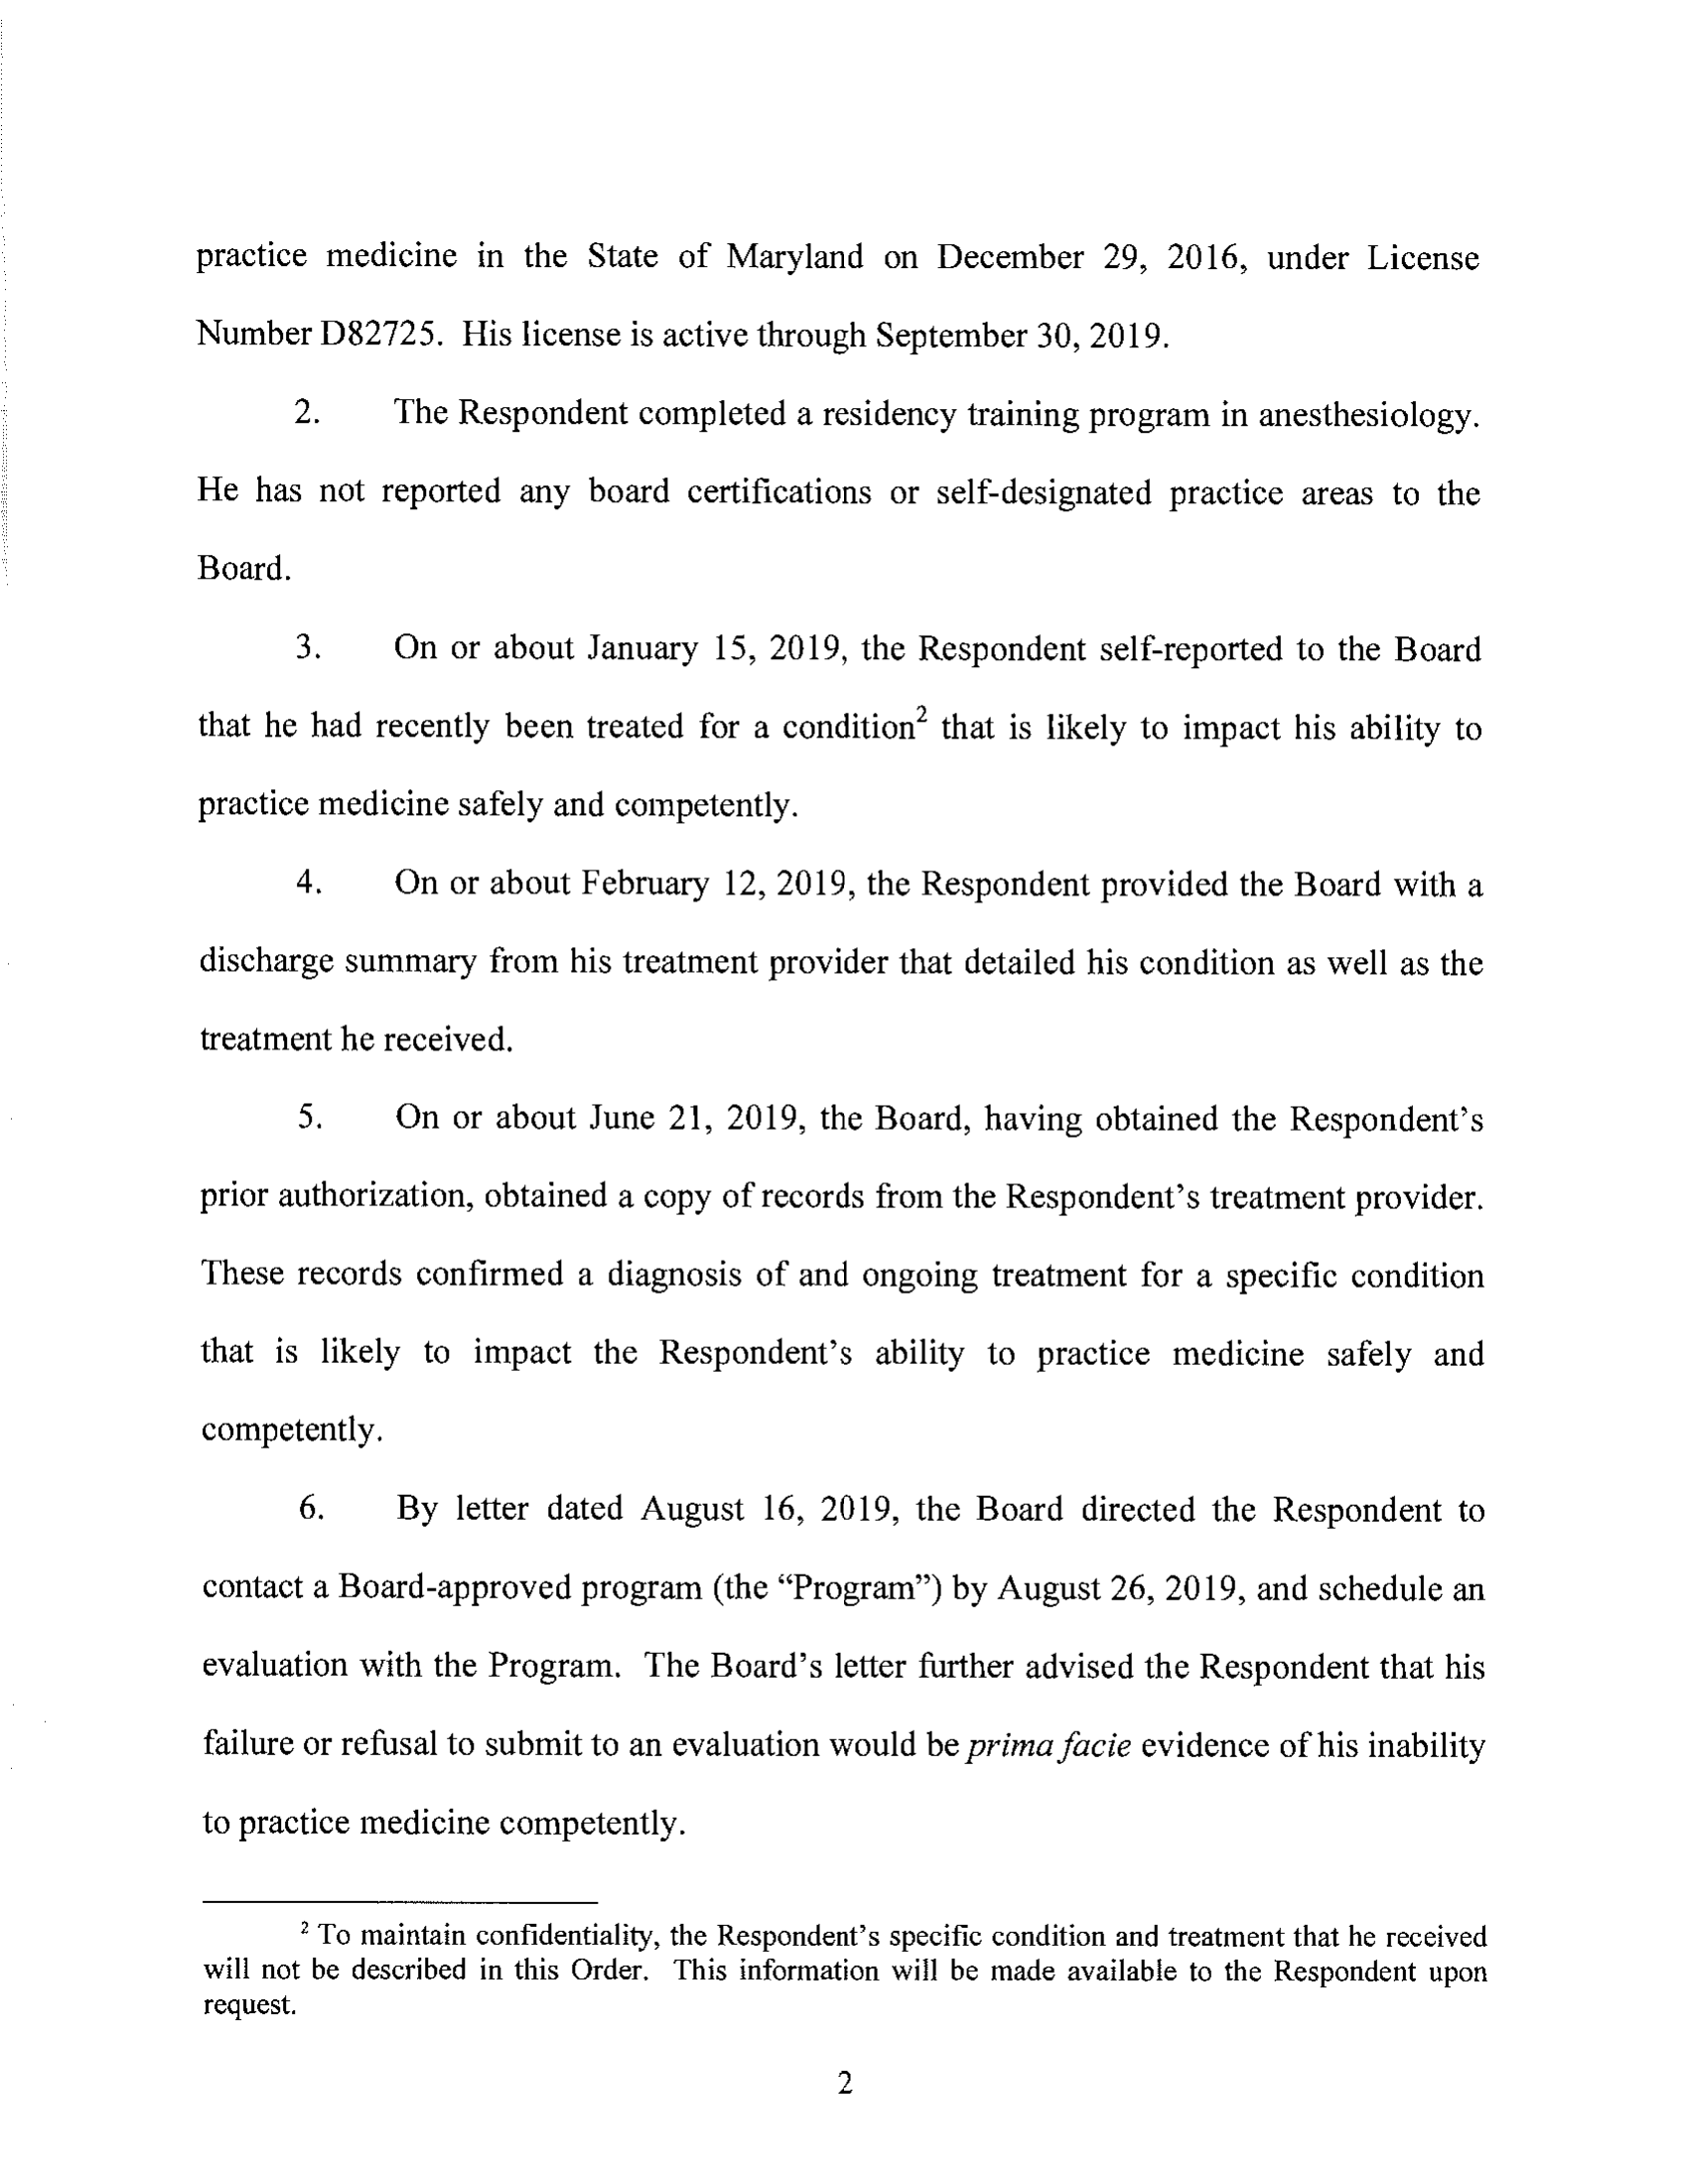 practice medicine in the State of Maryland on December 29, 2016, under License
Number D82725. His license is active through September 30, 2019.
2. The Respondent completed a residency training program in anesthesiology.
He has not reported any board certifications or self-designated practice areas to the
Board.
3. On or about January 15, 2019, the Respondent self-reported to the Board
that he had recently been treated for a condition² that is likely to impact his ability to
practice medicine safely and competently.
4. On or about February 12, 2019, the Respondent provided the Board with a
discharge summary from his treatment provider that detailed his condition as well as the
treatment he received.
5. On or about June 21, 2019, the Board, having obtained the Respondent's
prior authorization, obtained a copy of records from the Respondent's treatment provider.
These records confirmed a diagnosis of and ongoing treatment for a specific condition
that is likely to impact the Respondent's ability to practice medicine safely and
competently.
6. By letter dated August 16, 2019, the Board directed the Respondent to
contact a Board-approved program (the “Program”) by August 26, 2019, and schedule an
evaluation with the Program. The Board's letter further advised the Respondent that his
failure or refusal to submit to an evaluation would be prima facie evidence of his inability
to practice medicine competently.
² To maintain confidentiality, the Respondent's specific condition and treatment that he received
will not be described in this Order. This information will be made available to the Respondent upon
request.
2